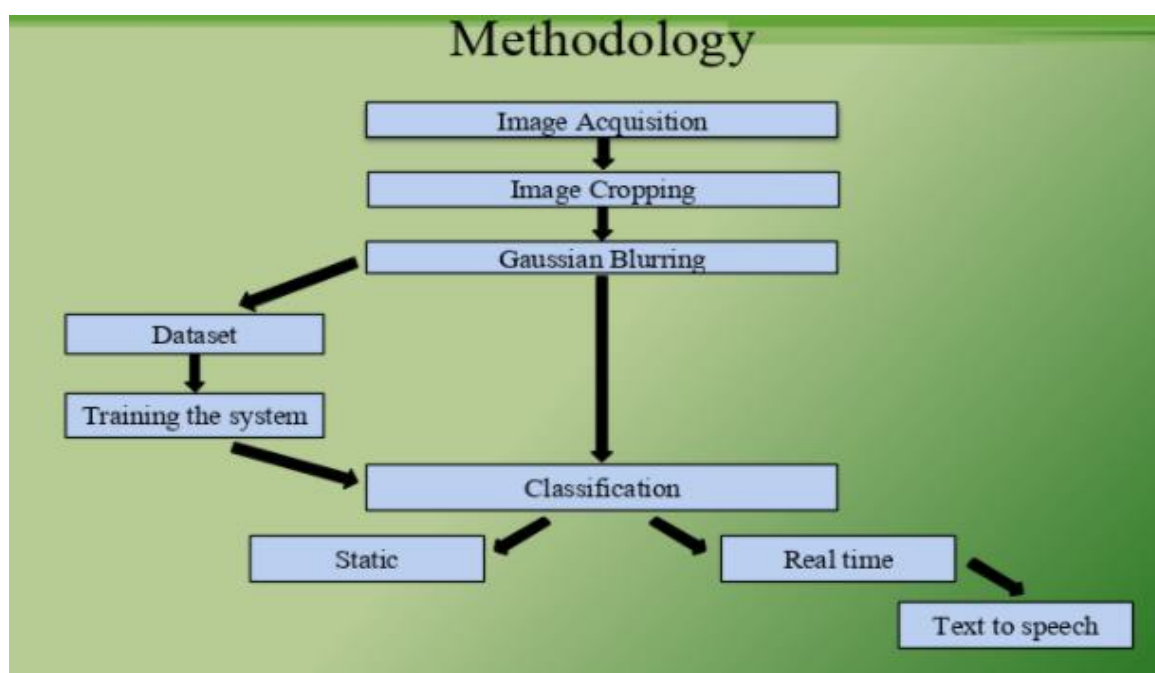 Methodology
Image Acquisition
Image Cropping
Gaussian Blurring
Dataset
Training the system
Classification
Static
Real time
Text to speech